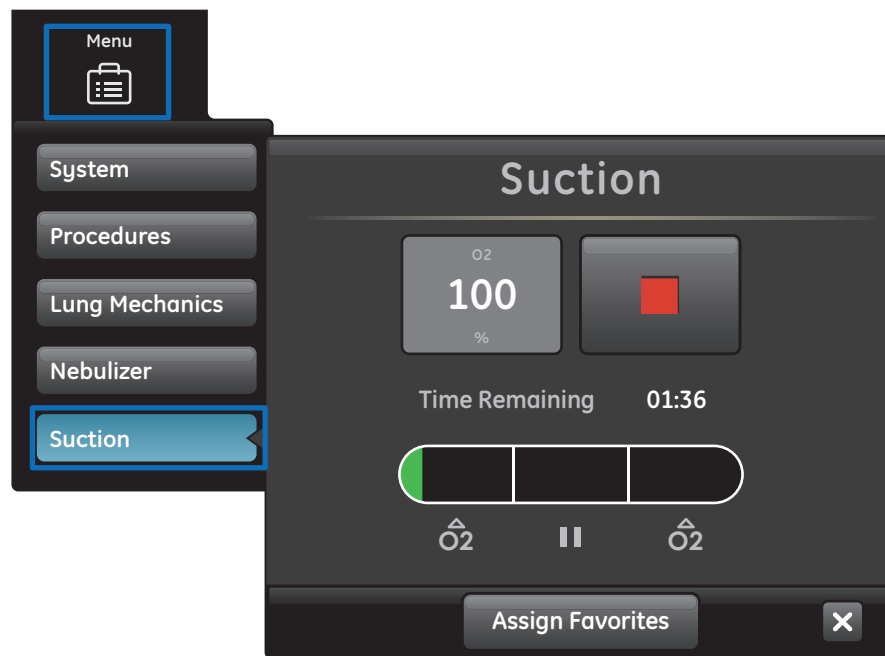 Menu
System
Procedures
Lung Mechanics
Nebulizer
Suction
Suction
O2
100
%
Time Remaining 01:36
O2 O2
Assign Favorites